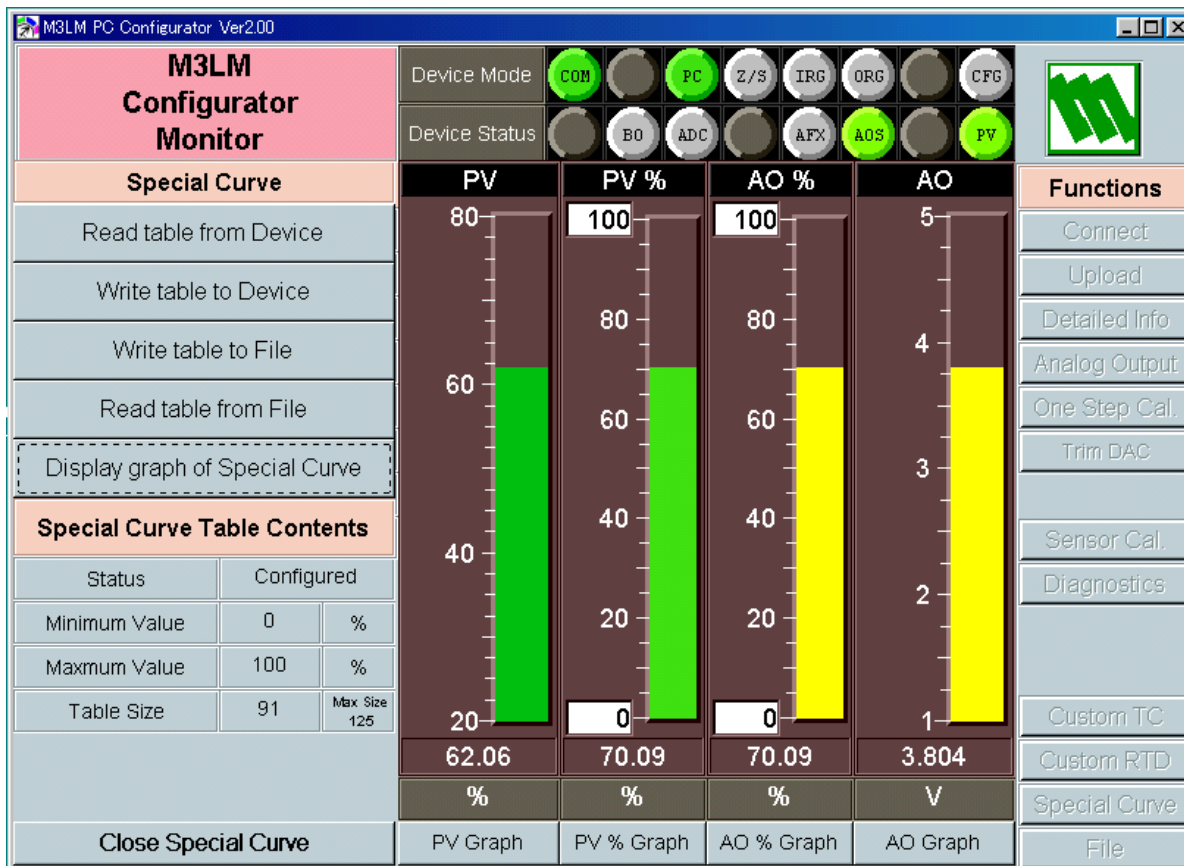 M3LM PC Configurator Ver2.00
M3LM
Configurator
Monitor
Device Mode
COM
PC
Z/S
IRG
ORG
CFG
Device Status
BO
ADC
AFX
AOS
PV
Special Curve
Read table from Device
Write table to Device
Write table to File
Read table from File
Display graph of Special Curve
Special Curve Table Contents
Status Configured
Minimum Value 0 %
Maxmum Value 100 %
Table Size 91 Max Size
125
Close Special Curve
PV
80
60
40
20
62.06
%
PV Graph
PV %
100
80
60
40
20
0
70.09
%
PV % Graph
AO %
100
80
60
40
20
0
70.09
%
AO % Graph
AO
5
4
3
2
1
3.804
V
AO Graph
Functions
Connect
Upload
Detailed Info
Analog Output
One Step Cal.
Trim DAC
Sensor Cal.
Diagnostics
Custom TC
Custom RTD
Special Curve
File